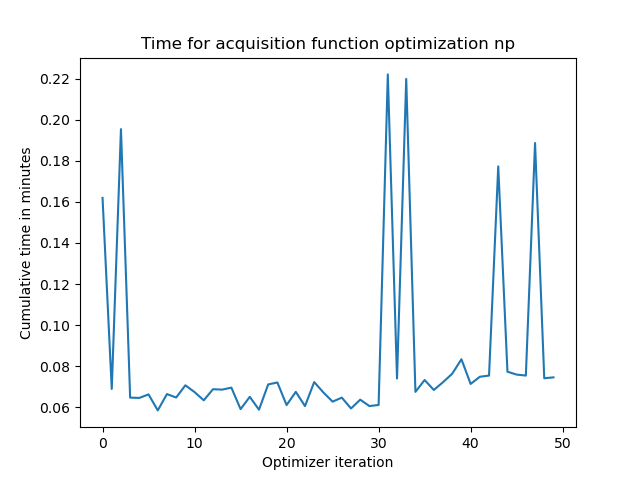 Time for acquisition function optimization np
Cumulative time in minutes
0.22
0.20
0.18
0.16
0.14
0.12
0.10
0.08
0.06
0 10 20 30 40 50
Optimizer iteration